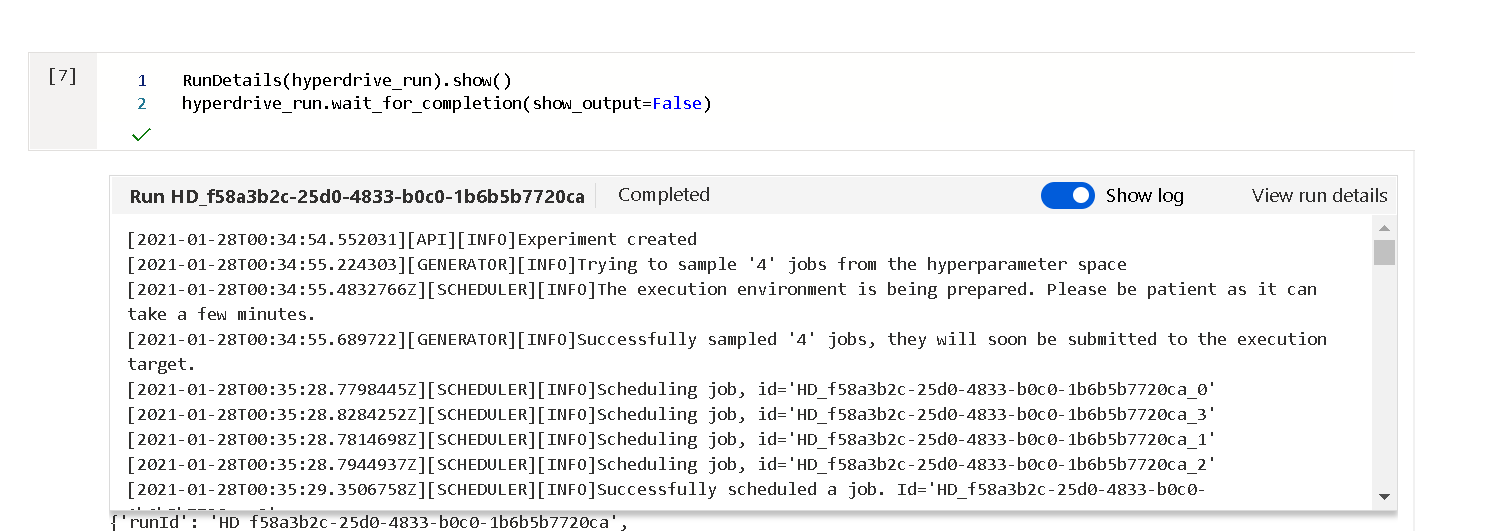 [7]
1 RunDetails(hyperdrive_run).show()
2 hyperdrive_run.wait_for_completion(show_output=False)
Run HD_f58a3b2c-25d0-4833-b0c0-1b6b5b7720ca Completed Show log View run details
[2021-01-28T00:34:54.552031][API][INFO]Experiment created
[2021-01-28T00:34:55.224303][GENERATOR][INFO]Trying to sample '4' jobs from the hyperparameter space
[2021-01-28T00:34:55.4832766Z][SCHEDULER][INFO]The execution environment is being prepared. Please be patient as it can
take a few minutes.
[2021-01-28T00:34:55.689722][GENERATOR][INFO]Successfully sampled '4' jobs, they will soon be submitted to the execution
target.
[2021-01-28T00:35:28.7798445Z][SCHEDULER][INFO]Scheduling job, id='HD_f58a3b2c-25d0-4833-b0c0-1b6b5b7720ca_0'
[2021-01-28T00:35:28.8284252Z][SCHEDULER][INFO]Scheduling job, id='HD_f58a3b2c-25d0-4833-b0c0-1b6b5b7720ca_3'
[2021-01-28T00:35:28.7814698Z][SCHEDULER][INFO]Scheduling job, id='HD_f58a3b2c-25d0-4833-b0c0-1b6b5b7720ca_1'
[2021-01-28T00:35:28.7944937Z][SCHEDULER][INFO]Scheduling job, id='HD_f58a3b2c-25d0-4833-b0c0-1b6b5b7720ca_2'
[2021-01-28T00:35:29.3506758Z][SCHEDULER][INFO]Successfully scheduled a job. Id='HD_f58a3b2c-25d0-4833-b0c0-
{'runId': 'HD_f58a3b2c-25d0-4833-b0c0-1b6b5b7720ca',